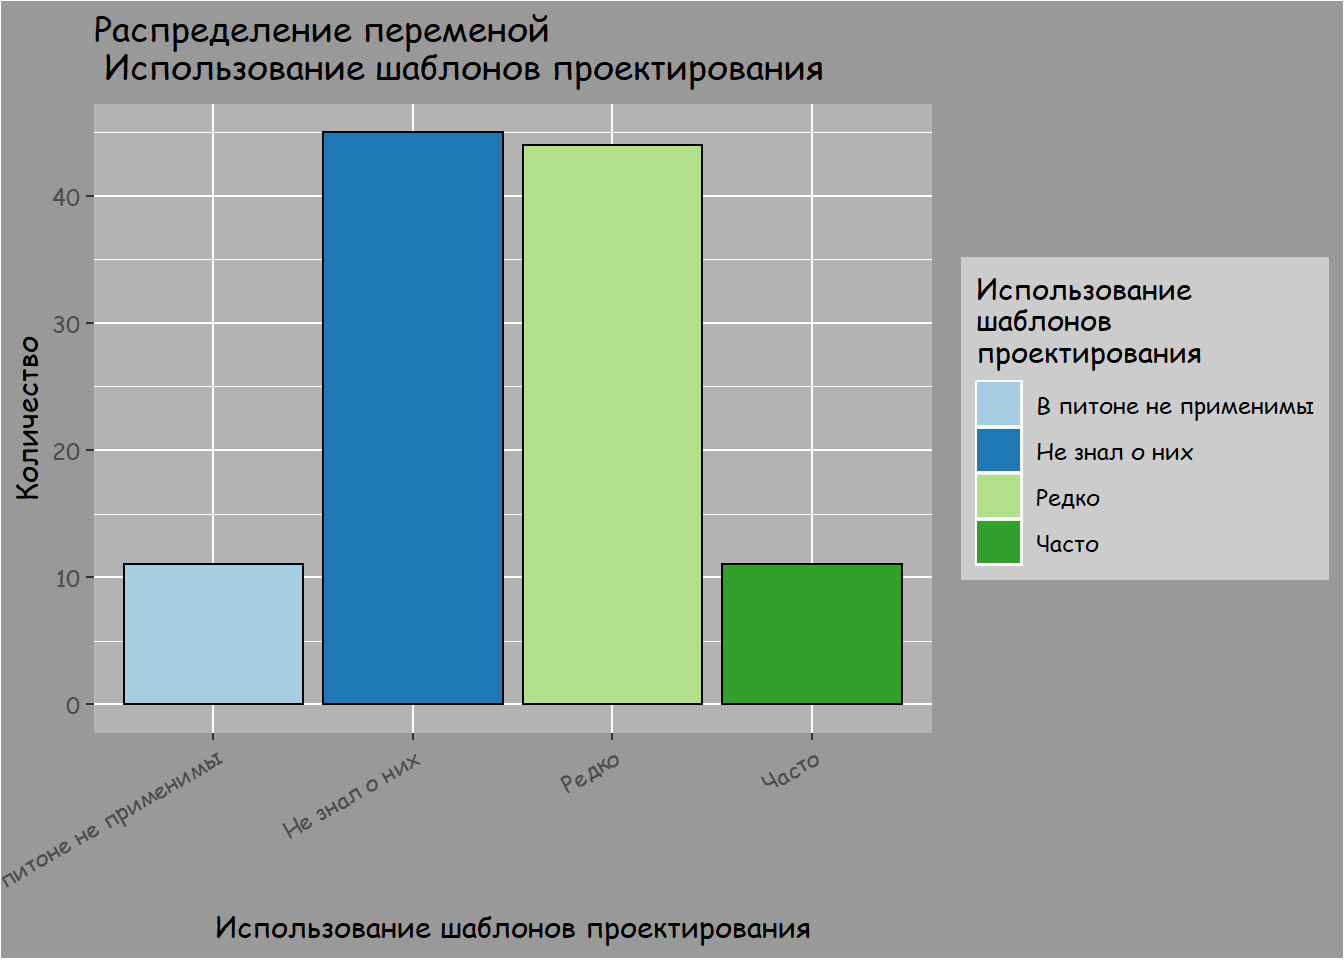 Распределение переменой
Использование шаблонов проектирования
Количество
40
30
20
10
0
питоне не применимы
Не знал о них
Редко
Часто
Использование шаблонов проектирования
Использование
шаблонов
проектирования
В питоне не применимы
Не знал о них
Редко
Часто